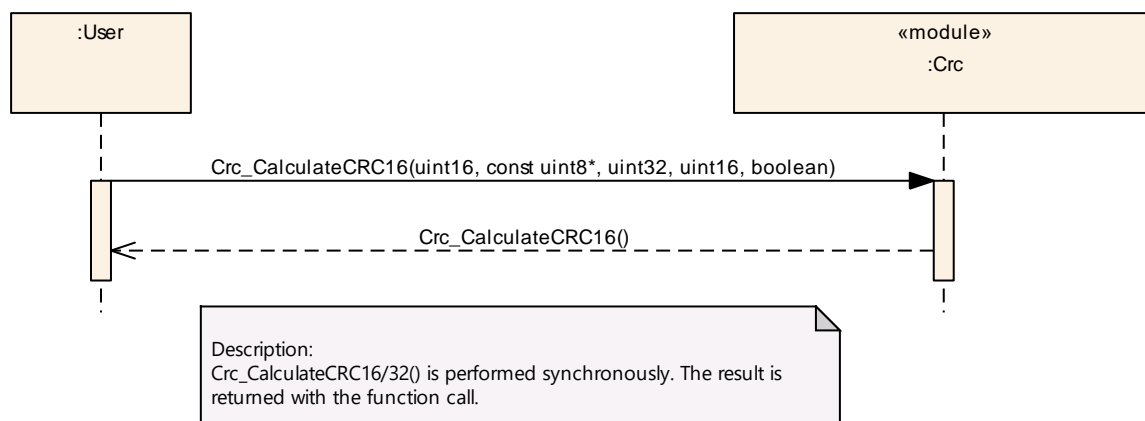 :User
«module»
:Crc
Crc_CalculateCRC16(uint16, const uint8*, uint32, uint16, boolean)
Crc_CalculateCRC16()
Description:
Crc_CalculateCRC16/32() is performed synchronously. The result is
returned with the function call.